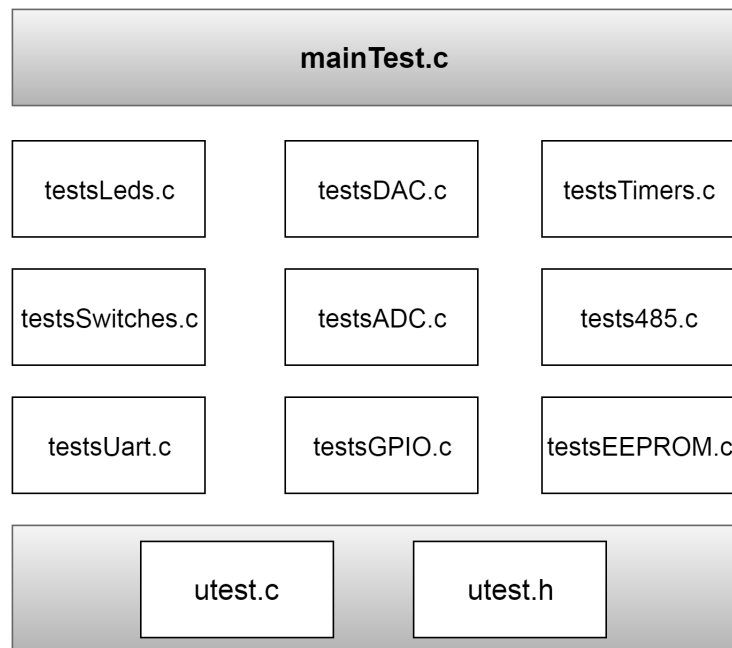 mainTest.c
testsLeds.c
testsDAC.c
testsTimers.c
testsSwitches.c
testsADC.c
tests485.c
testsUart.c
testsGPIO.c
testsEEPROM.c
utest.c
utest.h